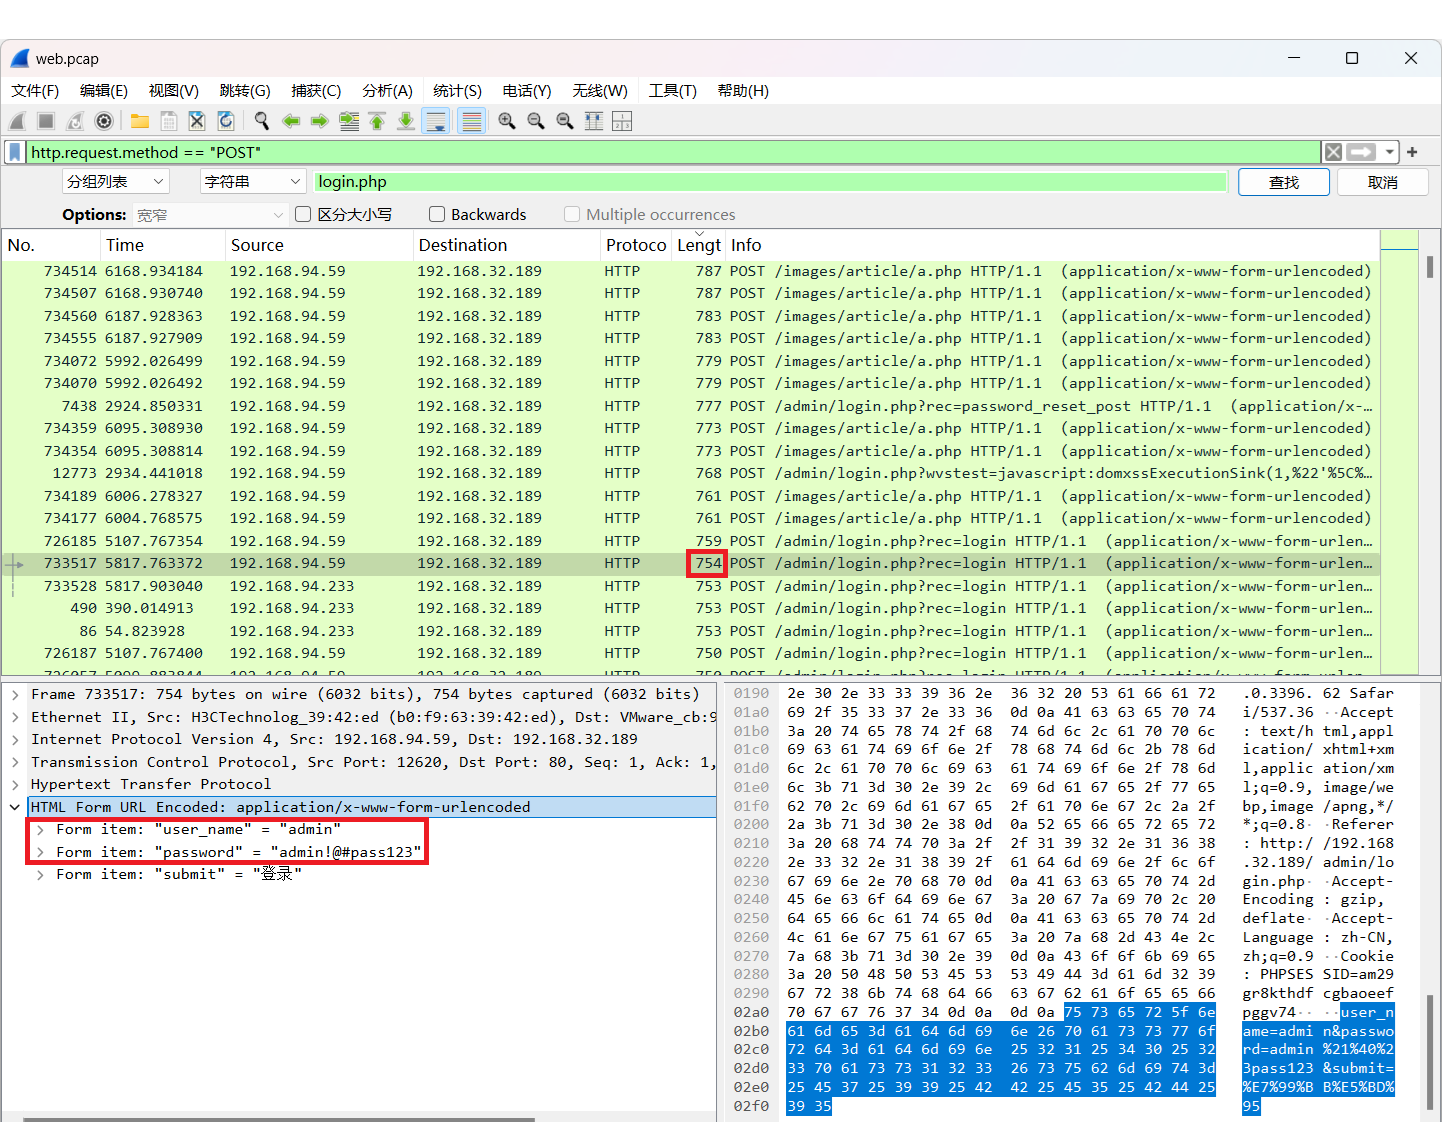 web.pcap
文件(F) 编辑(E) 视图(V) 跳转(G) 捕获(C) 分析(A) 统计(S) 电话(Y) 无线(W) 工具(T) 帮助(H)
http.request.method == "POST"
分组列表 字符串 login.php 查找 取消
Options: 宽窄 区分大小写 Backwards Multiple occurrences
No. Time Source Destination Protoco Lengt Info
734514 6168.934184 192.168.94.59 192.168.32.189 HTTP 787 POST /images/article/a.php HTTP/1.1 (application/x-www-form-urlencoded)
734507 6168.930740 192.168.94.59 192.168.32.189 HTTP 787 POST /images/article/a.php HTTP/1.1 (application/x-www-form-urlencoded)
734560 6187.928363 192.168.94.59 192.168.32.189 HTTP 783 POST /images/article/a.php HTTP/1.1 (application/x-www-form-urlencoded)
734555 6187.927909 192.168.94.59 192.168.32.189 HTTP 783 POST /images/article/a.php HTTP/1.1 (application/x-www-form-urlencoded)
734072 5992.026499 192.168.94.59 192.168.32.189 HTTP 779 POST /images/article/a.php HTTP/1.1 (application/x-www-form-urlencoded)
734070 5992.026492 192.168.94.59 192.168.32.189 HTTP 779 POST /images/article/a.php HTTP/1.1 (application/x-www-form-urlencoded)
7438 2924.850331 192.168.94.59 192.168.32.189 HTTP 777 POST /admin/login.php?rec=password_reset_post HTTP/1.1 (application/x-…
734359 6095.308930 192.168.94.59 192.168.32.189 HTTP 773 POST /images/article/a.php HTTP/1.1 (application/x-www-form-urlencoded)
734354 6095.308814 192.168.94.59 192.168.32.189 HTTP 773 POST /images/article/a.php HTTP/1.1 (application/x-www-form-urlencoded)
12773 2934.441018 192.168.94.59 192.168.32.189 HTTP 768 POST /admin/login.php?wvstest=javascript:domxssExecutionSink(1,%22'%5C%…
734189 6006.278327 192.168.94.59 192.168.32.189 HTTP 761 POST /images/article/a.php HTTP/1.1 (application/x-www-form-urlencoded)
734177 6004.768575 192.168.94.59 192.168.32.189 HTTP 761 POST /images/article/a.php HTTP/1.1 (application/x-www-form-urlencoded)
726185 5107.767354 192.168.94.59 192.168.32.189 HTTP 759 POST /admin/login.php?rec=login HTTP/1.1 (application/x-www-form-urlen…
733517 5817.763372 192.168.94.59 192.168.32.189 HTTP 754 POST /admin/login.php?rec=login HTTP/1.1 (application/x-www-form-urlen…
733528 5817.903040 192.168.94.233 192.168.32.189 HTTP 753 POST /admin/login.php?rec=login HTTP/1.1 (application/x-www-form-urlen…
490 390.014913 192.168.94.233 192.168.32.189 HTTP 753 POST /admin/login.php?rec=login HTTP/1.1 (application/x-www-form-urlen…
86 54.823928 192.168.94.233 192.168.32.189 HTTP 753 POST /admin/login.php?rec=login HTTP/1.1 (application/x-www-form-urlen…
726187 5107.767400 192.168.94.59 192.168.32.189 HTTP 750 POST /admin/login.php?rec=login HTTP/1.1 (application/x-www-form-urlen…
Frame 733517: 754 bytes on wire (6032 bits), 754 bytes captured (6032 bits)
Ethernet II, Src: H3CTechnolog_39:42:ed (b0:f9:63:39:42:ed), Dst: VMware_cb:9
Internet Protocol Version 4, Src: 192.168.94.59, Dst: 192.168.32.189
Transmission Control Protocol, Src Port: 12620, Dst Port: 80, Seq: 1, Ack: 1,
Hypertext Transfer Protocol
HTML Form URL Encoded: application/x-www-form-urlencoded
Form item: "user_name" = "admin"
Form item: "password" = "admin!@#pass123"
Form item: "submit" = "登录"
0190 2e 30 2e 33 33 39 36 2e 36 32 20 53 61 66 61 72 .0.3396.62 Safar
01a0 69 2f 35 33 37 2e 33 36 0d 0a 41 63 63 65 70 74 i/537.36··Accept
01b0 3a 20 74 65 78 74 2f 68 74 6d 6c 2c 61 70 70 6c : text/html,appl
01c0 69 63 61 74 69 6f 6e 2f 78 68 74 6d 6c 2b 78 6d ication/xhtml+xm
01d0 6c 2c 61 70 70 6c 69 63 61 74 69 6f 6e 2f 78 6d l,application/xm
01e0 6c 3b 71 3d 30 2e 39 2c 69 6d 61 67 65 2f 77 65 l;q=0.9,image/we
01f0 62 70 2c 69 6d 61 67 65 2f 61 70 6e 67 2c 2a 2f bp,image/apng,*/
0200 2a 3b 71 3d 30 2e 38 0d 0a 52 65 66 65 72 65 72 *;q=0.8··Referer
0210 3a 20 68 74 74 70 3a 2f 2f 31 39 32 2e 31 36 38 : http://192.168
0220 2e 33 32 2e 31 38 39 2f 61 64 6d 69 6e 2f 6c 6f .32.189/admin/lo
0230 67 69 6e 2e 70 68 70 0d 0a 41 63 63 65 70 74 2d gin.php··Accept-
0240 45 6e 63 6f 64 69 6e 67 3a 20 67 7a 69 70 2c 20 Encoding: gzip,
0250 64 65 66 6c 61 74 65 0d 0a 41 63 63 65 70 74 2d deflate··Accept-
0260 4c 61 6e 67 75 61 67 65 3a 20 7a 68 2d 43 4e 2c Language: zh-CN,
0270 7a 68 3b 71 3d 30 2e 39 0d 0a 43 6f 6f 6b 69 65 zh;q=0.9··Cookie
0280 3a 20 50 48 50 53 45 53 53 49 44 3d 61 6d 32 39 : PHPSESSID=am29
0290 67 72 38 6b 74 68 64 66 63 67 62 61 6f 65 65 66 gr8kthdfcgbaoeef
02a0 70 67 67 76 37 34 0d 0a 0d 0a 75 73 65 72 5f 6e pggv74····user_n
02b0 61 6d 65 3d 61 64 6d 69 6e 26 70 61 73 73 77 6f ame=admin&passwo
02c0 72 64 3d 61 64 6d 69 6e 25 32 31 25 34 30 25 32 rd=admin%21%40%2
02d0 33 70 61 73 73 31 32 33 26 73 75 62 6d 69 74 3d 3pass123&submit=
02e0 25 45 37 25 39 39 25 42 42 25 45 35 25 42 44 25 %E7%99%BB%E5%BD%
02f0 39 35 95